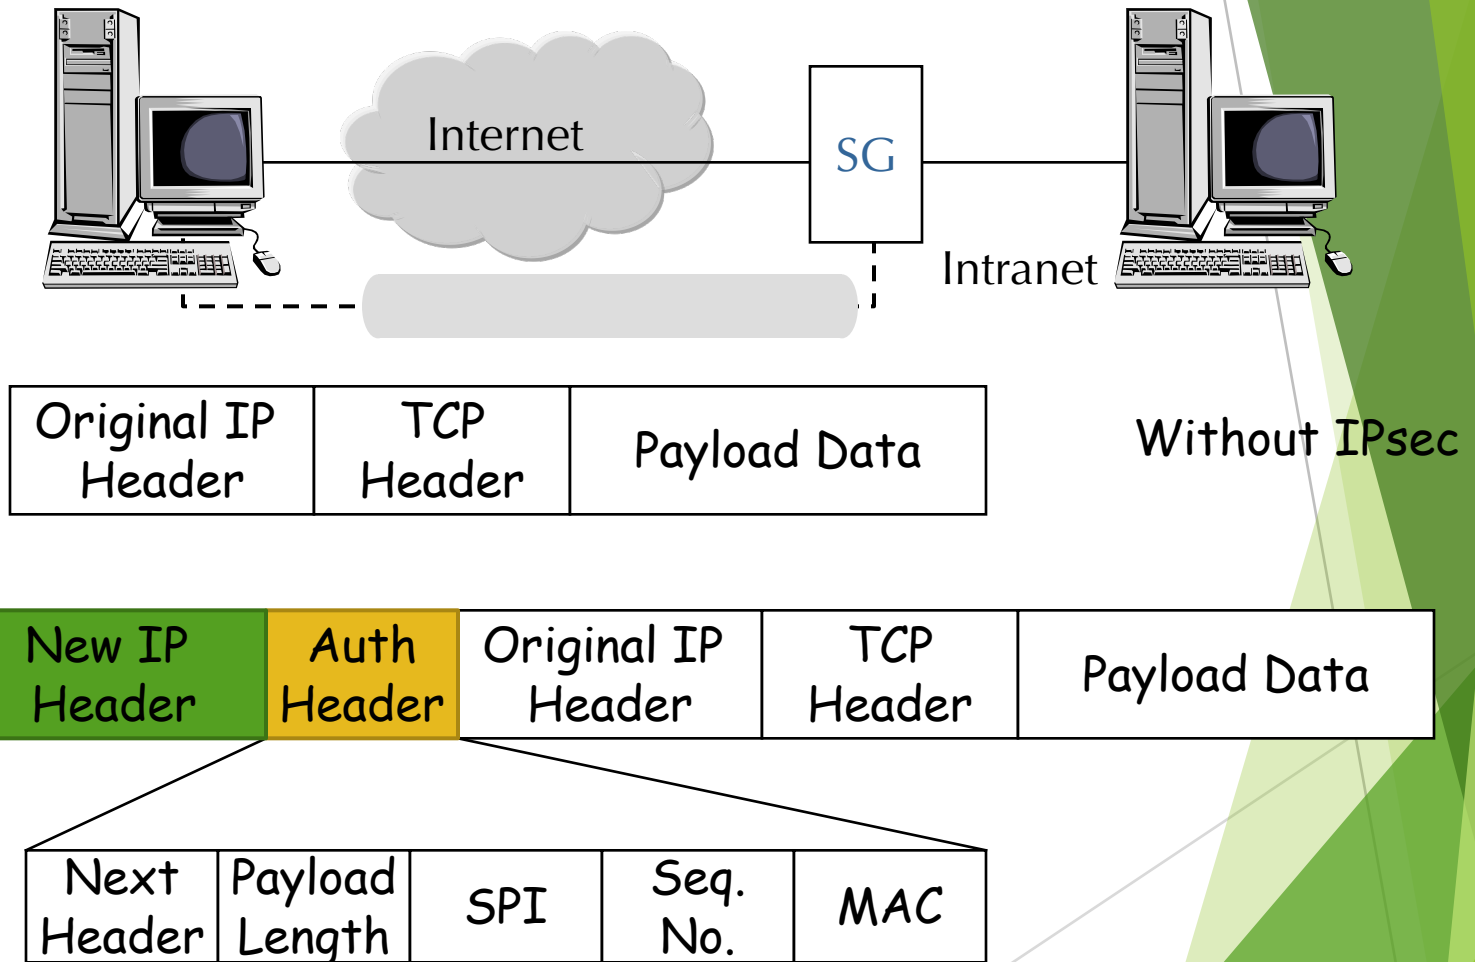 Internet
SG
Intranet
Original IP
Header
TCP
Header
Payload Data
Without IPsec
New IP
Header
Auth
Header
Original IP
Header
TCP
Header
Payload Data
Next
Header
Payload
Length
SPI
Seq.
No.
MAC